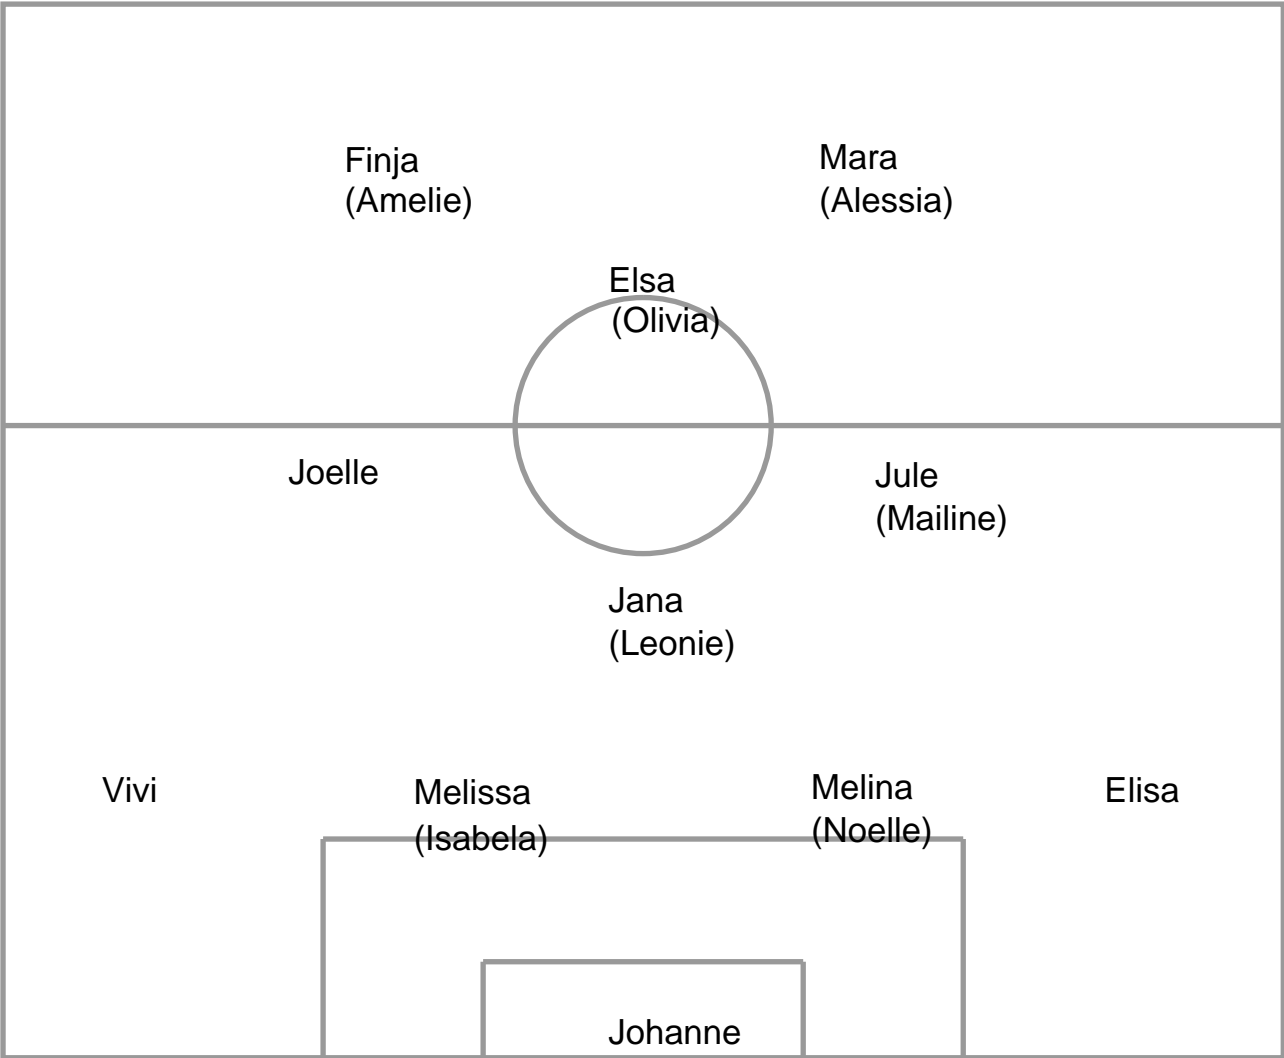 Finja
(Amelie)
Mara
(Alessia)
Elsa
(Olivia)
Joelle
Jule
(Mailine)
Jana
(Leonie)
Vivi
Melissa
(Isabela)
Melina
(Noelle)
Elisa
Johanne